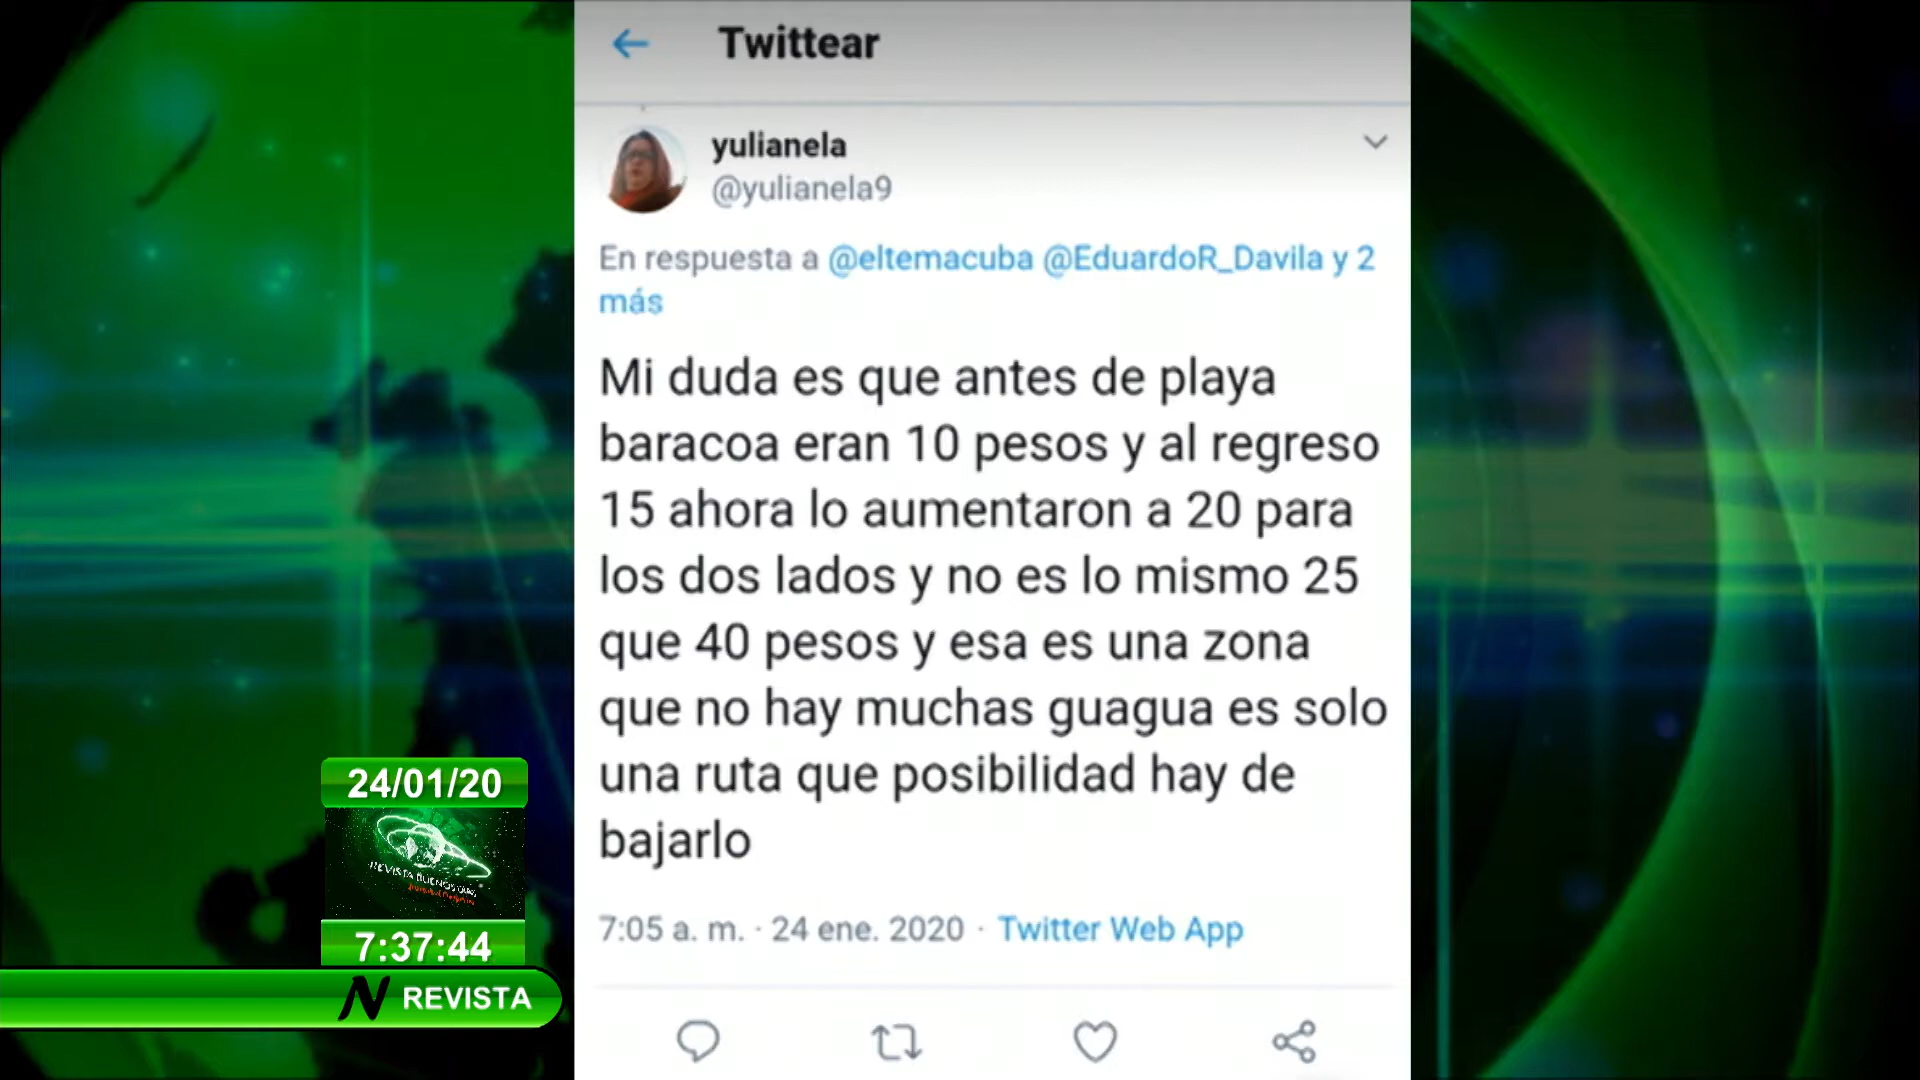 Twittear
yulianela
@yulianela9
En respuesta a @eltemacuba @EduardoR_Davila y 2
más
Mi duda es que antes de playa
baracoa eran 10 pesos y al regreso
15 ahora lo aumentaron a 20 para
los dos lados y no es lo mismo 25
que 40 pesos y esa es una zona
que no hay muchas guagua es solo
una ruta que posibilidad hay de
bajarlo
7:05 a. m. · 24 ene. 2020 · Twitter Web App
24/01/20
REVISTA BUENOS DÍAS
7:37:44
N REVISTA